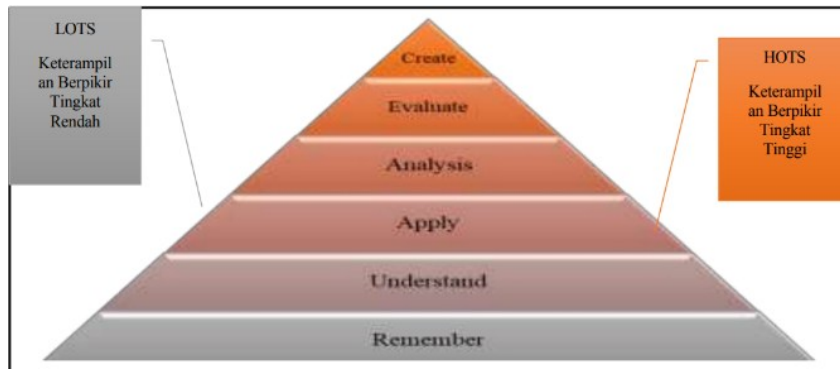 LOTS
Keterampil
an Berpikir
Tingkat
Rendah
Create
Evaluate
Analysis
Apply
Understand
Remember
HOTS
Keterampil
an Berpikir
Tingkat
Tinggi